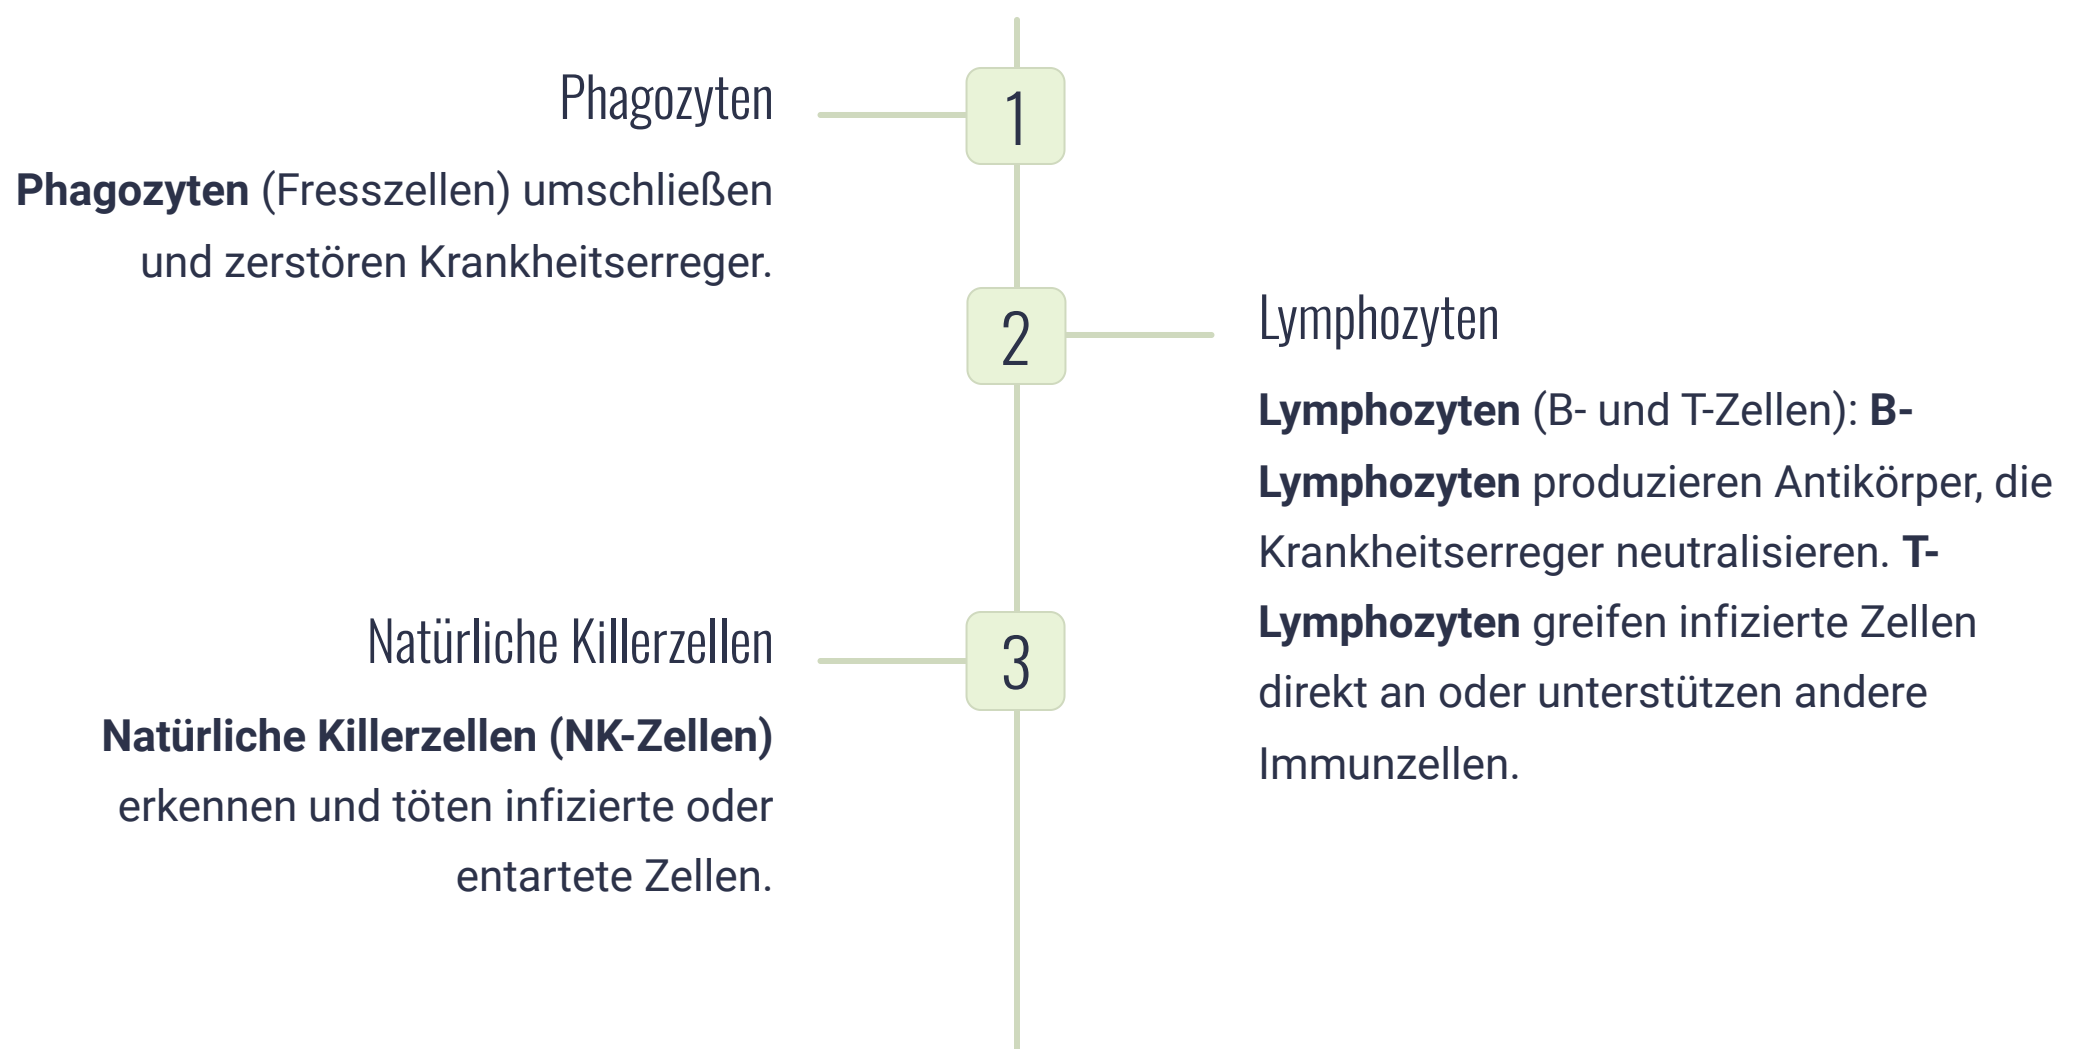 1
Phagozyten
Phagozyten (Fresszellen) umschließen
und zerstören Krankheitserreger.
2
Lymphozyten
Lymphozyten (B- und T-Zellen): B-
Lymphozyten produzieren Antikörper, die
Krankheitserreger neutralisieren. T-
Lymphozyten greifen infizierte Zellen
direkt an oder unterstützen andere
Immunzellen.
3
Natürliche Killerzellen
Natürliche Killerzellen (NK-Zellen)
erkennen und töten infizierte oder
entartete Zellen.